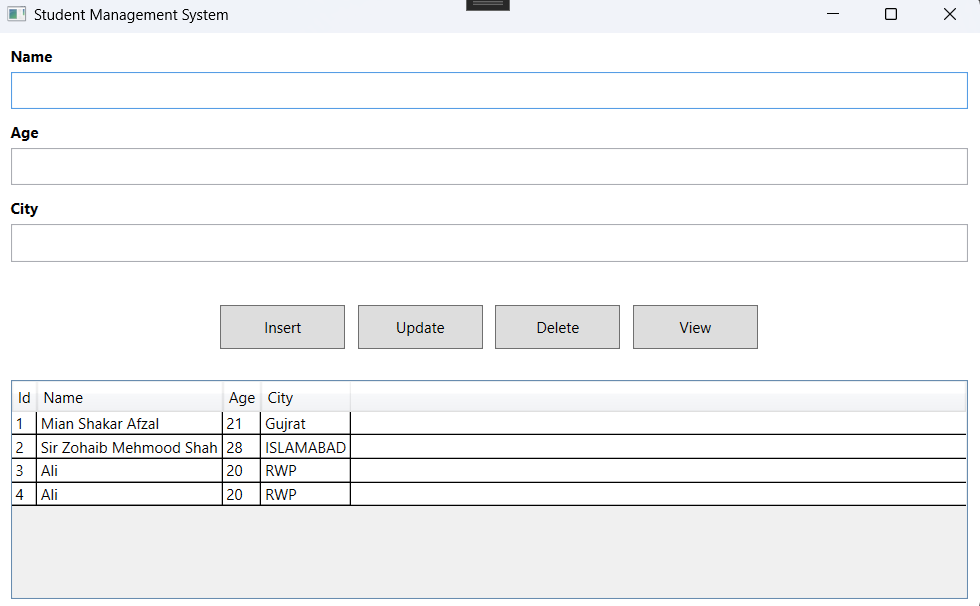 Student Management System
Name
Age
City
Insert Update Delete View
Id Name Age City
1 Mian Shakar Afzal 21 Gujrat
2 Sir Zohaib Mehmood Shah 28 ISLAMABAD
3 Ali 20 RWP
4 Ali 20 RWP